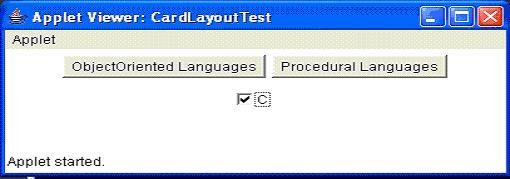 Applet Viewer: CardLayoutTest
Applet
ObjectOriented Languages Procedural Languages
C
Applet started.